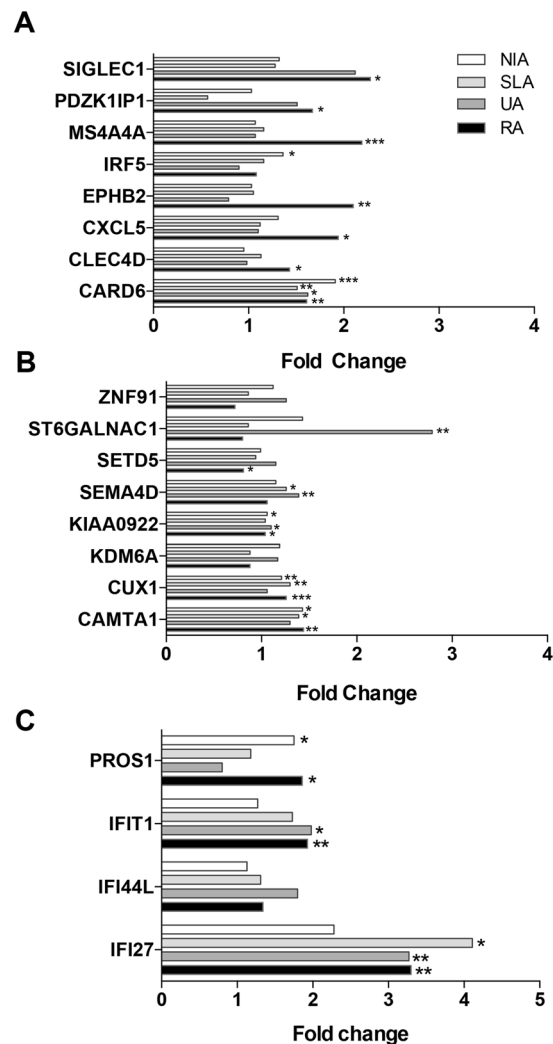 A
NIA
SLA
UA
RA
SIGLEC1
*
PDZK1IP1
*
MS4A4A
***
IRF5
*
EPHB2
**
CXCL5
*
CLEC4D
*
CARD6
***
**
*
**
0 1 2 3 4
Fold Change
B
ZNF91
ST6GALNAC1
**
SETD5
*
SEMA4D
*
**
KIAA0922
*
*
*
KDM6A
CUX1
**
**
***
CAMTA1
*
*
**
0 1 2 3 4
Fold Change
C
PROS1
*
*
IFIT1
*
**
IFI44L
IFI27
*
**
**
0 1 2 3 4 5
Fold change